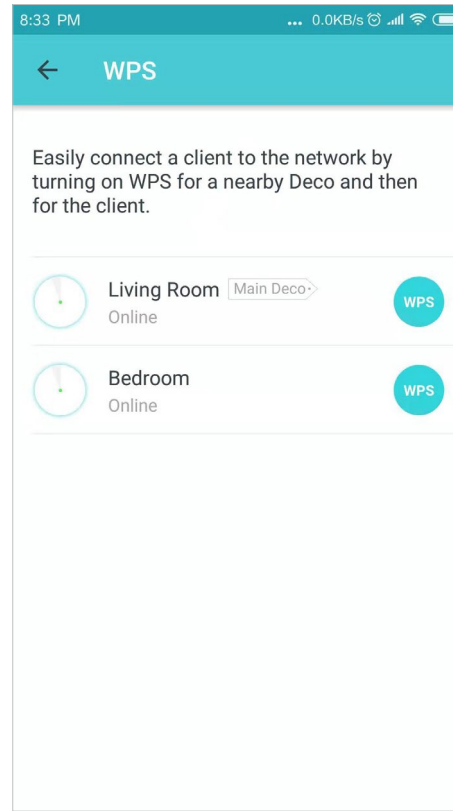 8:33 PM ... 0.0KB/s
WPS
Easily connect a client to the network by
turning on WPS for a nearby Deco and then
for the client.
Living Room Main Deco
Online
WPS
Bedroom
Online
WPS